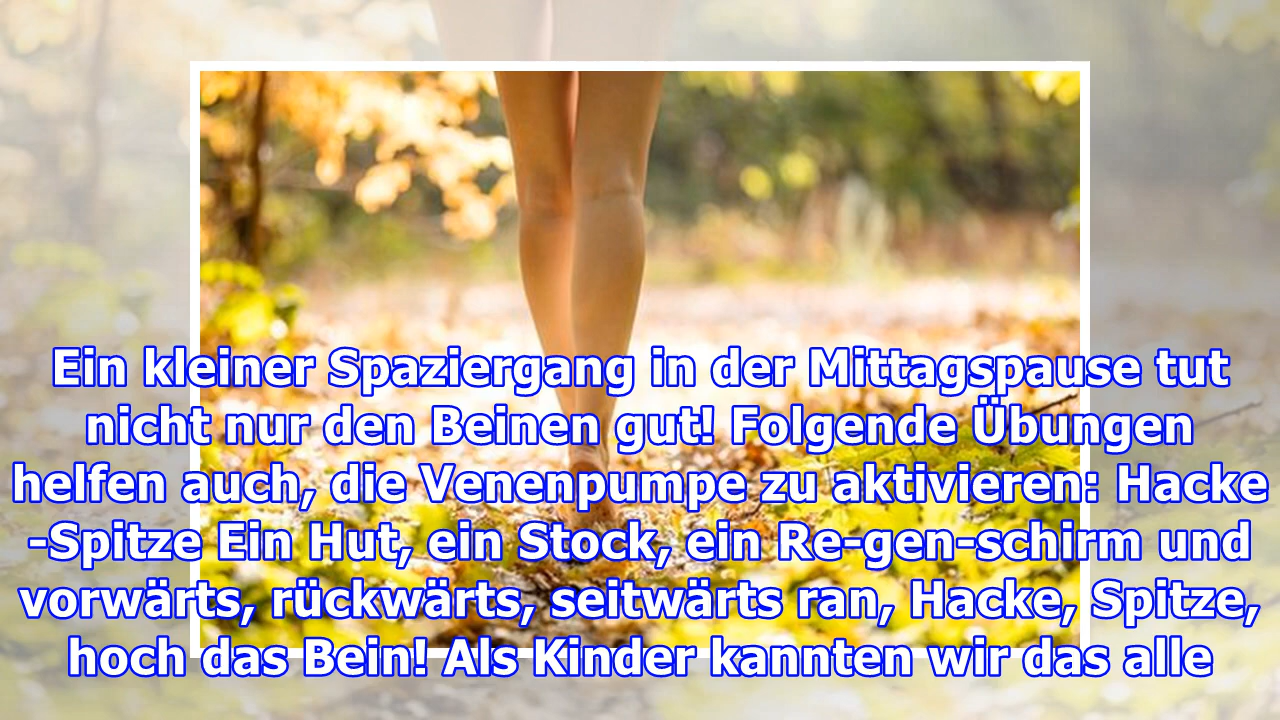 Ein kleiner Spaziergang in der Mittagspause tut
nicht nur den Beinen gut! Folgende Übungen
helfen auch, die Venenpumpe zu aktivieren: Hacke
-Spitze Ein Hut, ein Stock, ein Re-gen-schirm und
vorwärts, rückwärts, seitwärts ran, Hacke, Spitze,
hoch das Bein! Als Kinder kannten wir das alle